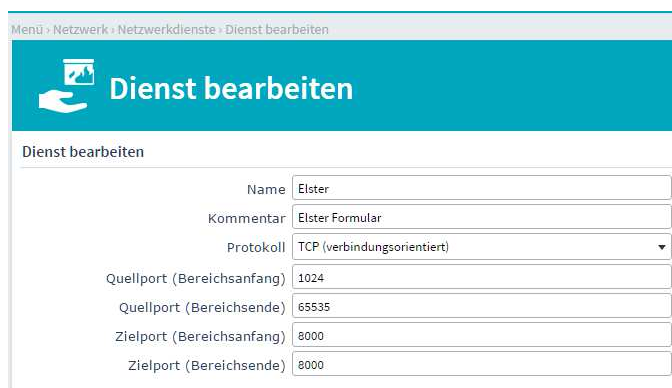 Menü › Netzwerk › Netzwerkdienste › Dienst bearbeiten
Dienst bearbeiten
Dienst bearbeiten
Name Elster
Kommentar Elster Formular
Protokoll TCP (verbindungsorientiert)
Quellport (Bereichsanfang) 1024
Quellport (Bereichsende) 65535
Zielport (Bereichsanfang) 8000
Zielport (Bereichsende) 8000